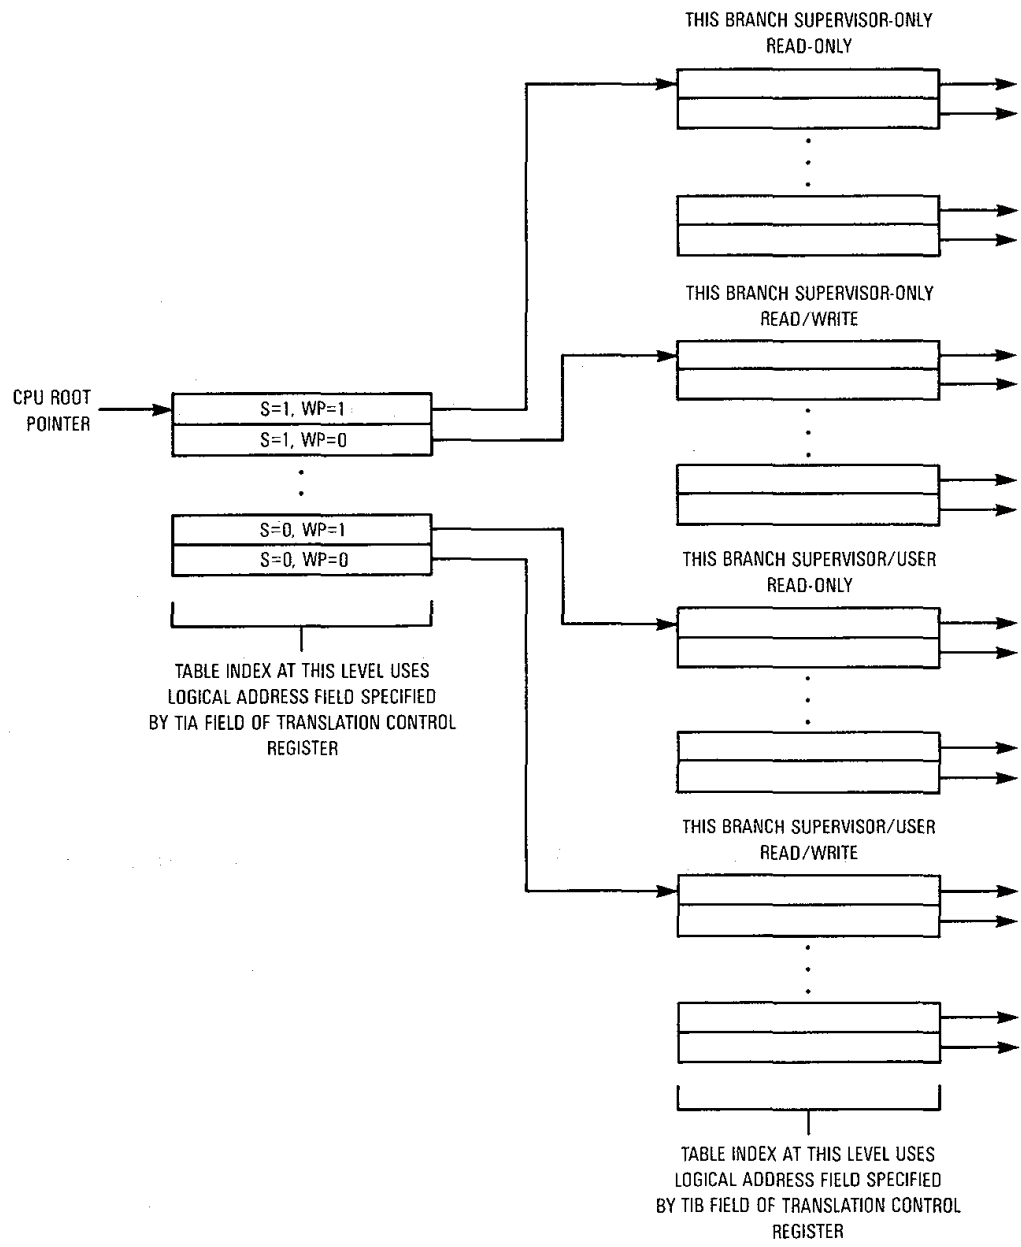 THIS BRANCH SUPERVISOR-ONLY
READ-ONLY
THIS BRANCH SUPERVISOR-ONLY
READ/WRITE
CPU ROOT
POINTER
S=1, WP=1
S=1, WP=0
S=0, WP=1
S=0, WP=0
THIS BRANCH SUPERVISOR/USER
READ-ONLY
TABLE INDEX AT THIS LEVEL USES
LOGICAL ADDRESS FIELD SPECIFIED
BY TIA FIELD OF TRANSLATION CONTROL
REGISTER
THIS BRANCH SUPERVISOR/USER
READ/WRITE
TABLE INDEX AT THIS LEVEL USES
LOGICAL ADDRESS FIELD SPECIFIED
BY TIB FIELD OF TRANSLATION CONTROL
REGISTER